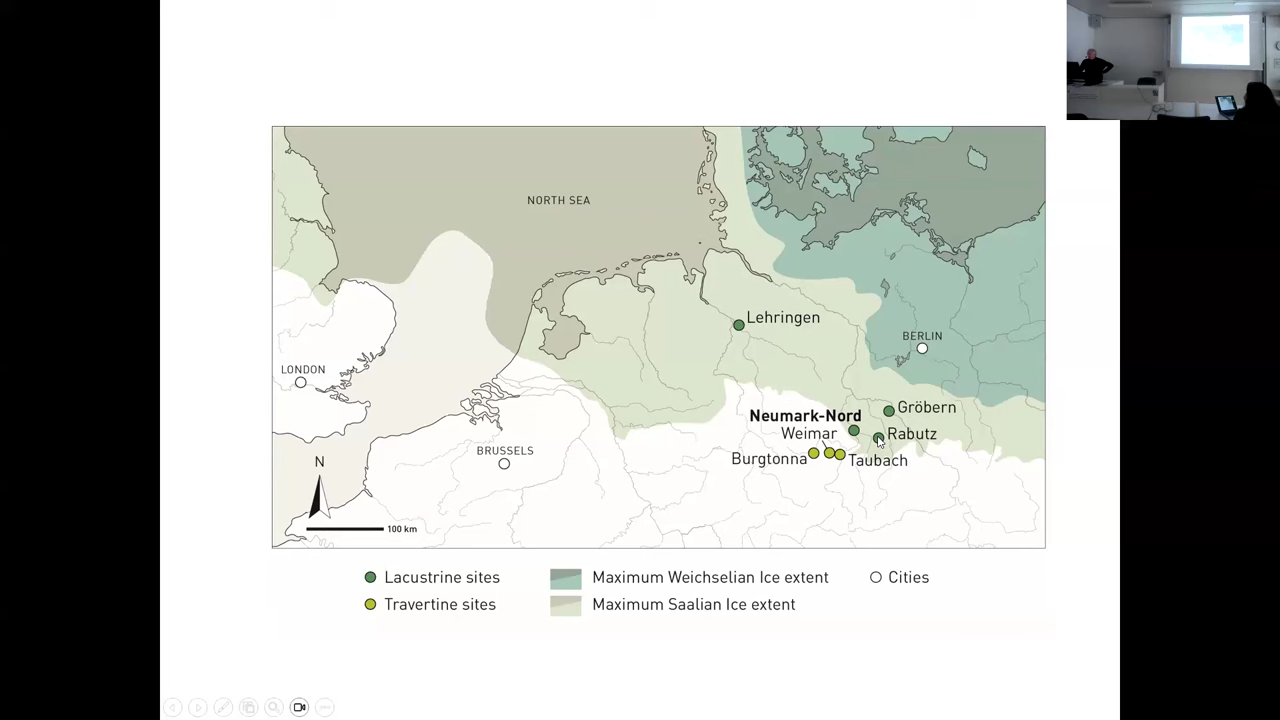 NORTH SEA
Lehringen
BERLIN
LONDON
Gröbern
Neumark-Nord
Weimar
Rabutz
BRUSSELS
Burgtonna
Taubach
N
100 km
Lacustrine sites
Maximum Weichselian Ice extent
Cities
Travertine sites
Maximum Saalian Ice extent